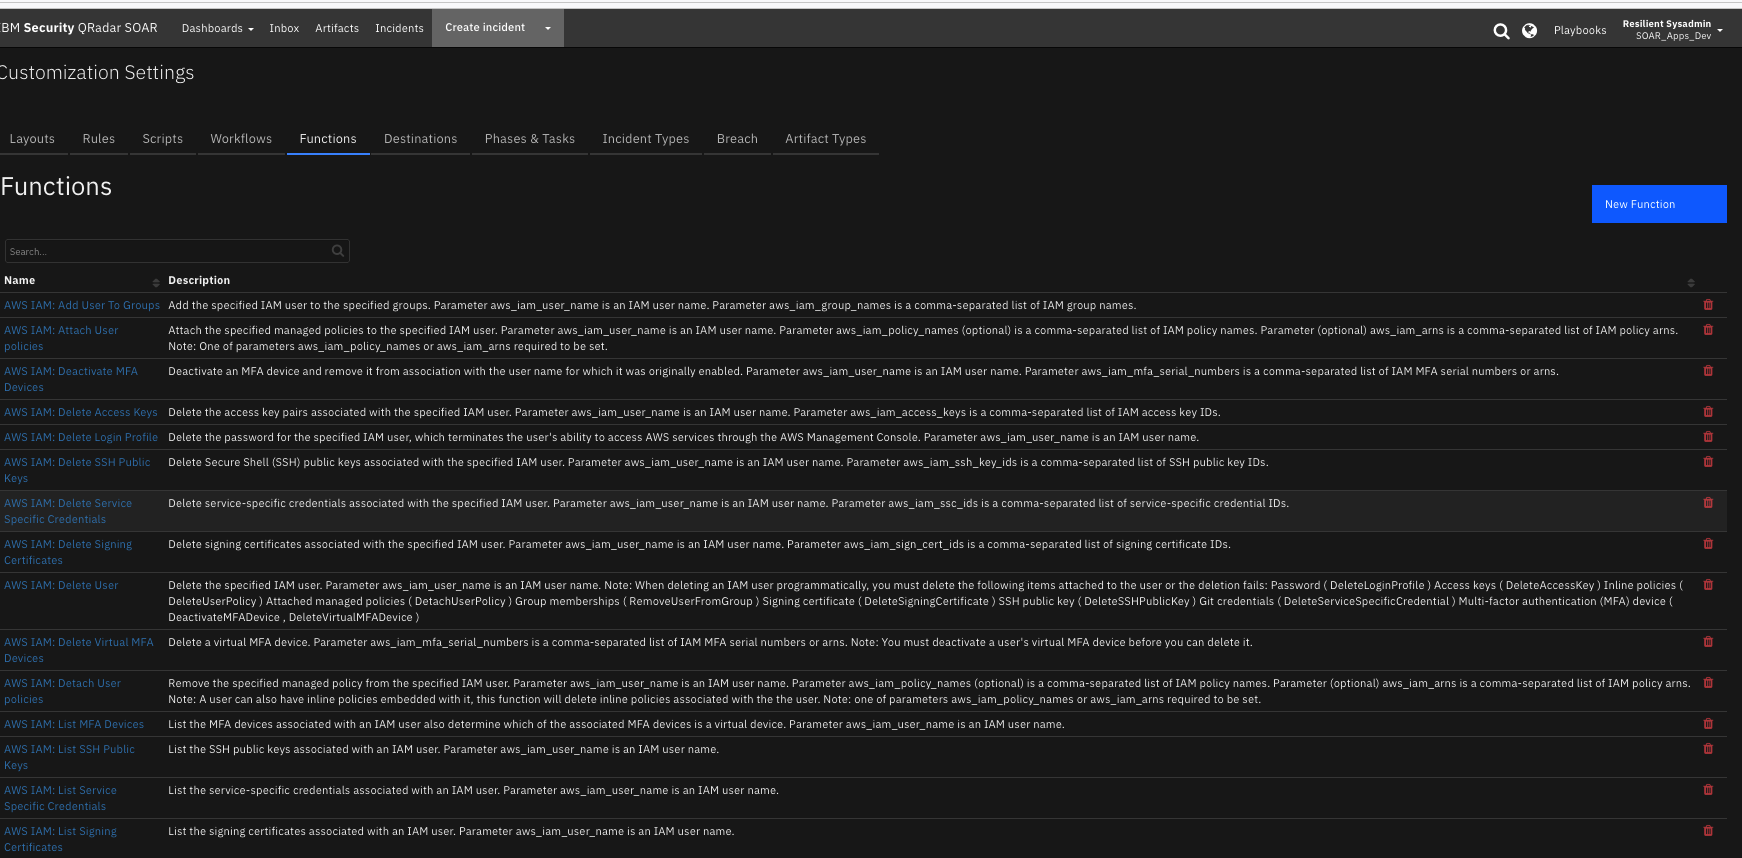 BM Security QRadar SOAR Dashboards Inbox Artifacts Incidents Create incident Playbooks Resilient Sysadmin
SOAR_Apps_Dev
Customization Settings
Layouts Rules Scripts Workflows Functions Destinations Phases & Tasks Incident Types Breach Artifact Types
Functions
New Function
Search...
Name Description
AWS IAM: Add User To Groups Add the specified IAM user to the specified groups. Parameter aws_iam_user_name is an IAM user name. Parameter aws_iam_group_names is a comma-separated list of IAM group names.
AWS IAM: Attach User
policies
Attach the specified managed policies to the specified IAM user. Parameter aws_iam_user_name is an IAM user name. Parameter aws_iam_policy_names (optional) is a comma-separated list of IAM policy names. Parameter (optional) aws_iam_arns is a comma-separated list of IAM policy arns.
Note: One of parameters aws_iam_policy_names or aws_iam_arns required to be set.
AWS IAM: Deactivate MFA
Devices
Deactivate an MFA device and remove it from association with the user name for which it was originally enabled. Parameter aws_iam_user_name is an IAM user name. Parameter aws_iam_mfa_serial_numbers is a comma-separated list of IAM MFA serial numbers or arns.
AWS IAM: Delete Access Keys Delete the access key pairs associated with the specified IAM user. Parameter aws_iam_user_name is an IAM user name. Parameter aws_iam_access_keys is a comma-separated list of IAM access key IDs.
AWS IAM: Delete Login Profile Delete the password for the specified IAM user, which terminates the user's ability to access AWS services through the AWS Management Console. Parameter aws_iam_user_name is an IAM user name.
AWS IAM: Delete SSH Public
Keys
Delete Secure Shell (SSH) public keys associated with the specified IAM user. Parameter aws_iam_user_name is an IAM user name. Parameter aws_iam_ssh_key_ids is a comma-separated list of SSH public key IDs.
AWS IAM: Delete Service
Specific Credentials
Delete service-specific credentials associated with the specified IAM user. Parameter aws_iam_user_name is an IAM user name. Parameter aws_iam_ssc_ids is a comma-separated list of service-specific credential IDs.
AWS IAM: Delete Signing
Certificates
Delete signing certificates associated with the specified IAM user. Parameter aws_iam_user_name is an IAM user name. Parameter aws_iam_sign_cert_ids is a comma-separated list of signing certificate IDs.
AWS IAM: Delete User
Delete the specified IAM user. Parameter aws_iam_user_name is an IAM user name. Note: When deleting an IAM user programmatically, you must delete the following items attached to the user or the deletion fails: Password ( DeleteLoginProfile ) Access keys ( DeleteAccessKey ) Inline policies (
DeleteUserPolicy ) Attached managed policies ( DetachUserPolicy ) Group memberships ( RemoveUserFromGroup ) Signing certificate ( DeleteSigningCertificate ) SSH public key ( DeleteSSHPublicKey ) Git credentials ( DeleteServiceSpecificCredential ) Multi-factor authentication (MFA) device (
DeactivateMFADevice , DeleteVirtualMFADevice )
AWS IAM: Delete Virtual MFA
Devices
Delete a virtual MFA device. Parameter aws_iam_mfa_serial_numbers is a comma-separated list of IAM MFA serial numbers or arns. Note: You must deactivate a user's virtual MFA device before you can delete it.
AWS IAM: Detach User
policies
Remove the specified managed policy from the specified IAM user. Parameter aws_iam_user_name is an IAM user name. Parameter aws_iam_policy_names (optional) is a comma-separated list of IAM policy names. Parameter (optional) aws_iam_arns is a comma-separated list of IAM policy arns.
Note: A user can also have inline policies embedded with it, this function will delete inline policies associated with the the user. Note: one of parameters aws_iam_policy_names or aws_iam_arns required to be set.
AWS IAM: List MFA Devices List the MFA devices associated with an IAM user also determine which of the associated MFA devices is a virtual device. Parameter aws_iam_user_name is an IAM user name.
AWS IAM: List SSH Public
Keys
List the SSH public keys associated with an IAM user. Parameter aws_iam_user_name is an IAM user name.
AWS IAM: List Service
Specific Credentials
List the service-specific credentials associated with an IAM user. Parameter aws_iam_user_name is an IAM user name.
AWS IAM: List Signing
Certificates
List the signing certificates associated with an IAM user. Parameter aws_iam_user_name is an IAM user name.